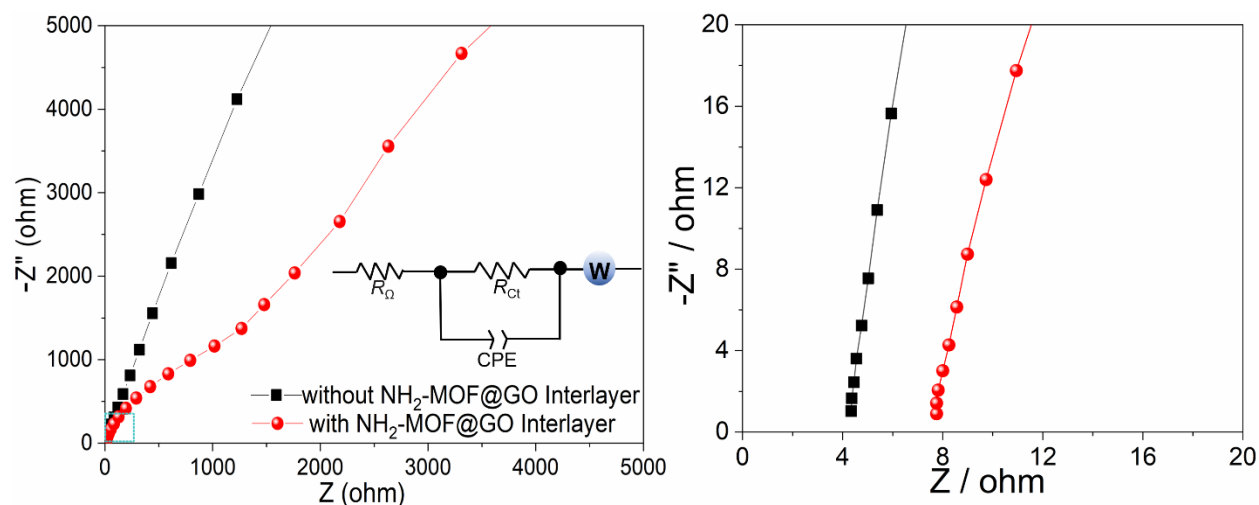 5000
4000
3000
2000
1000
0
-Z" (ohm)
0 1000 2000 3000 4000 5000
Z (ohm)
R_Ω
R_Ct
CPE
W
without NH₂-MOF@GO Interlayer
with NH₂-MOF@GO Interlayer
20
16
12
8
4
0
-Z" / ohm
0 4 8 12 16 20
Z / ohm